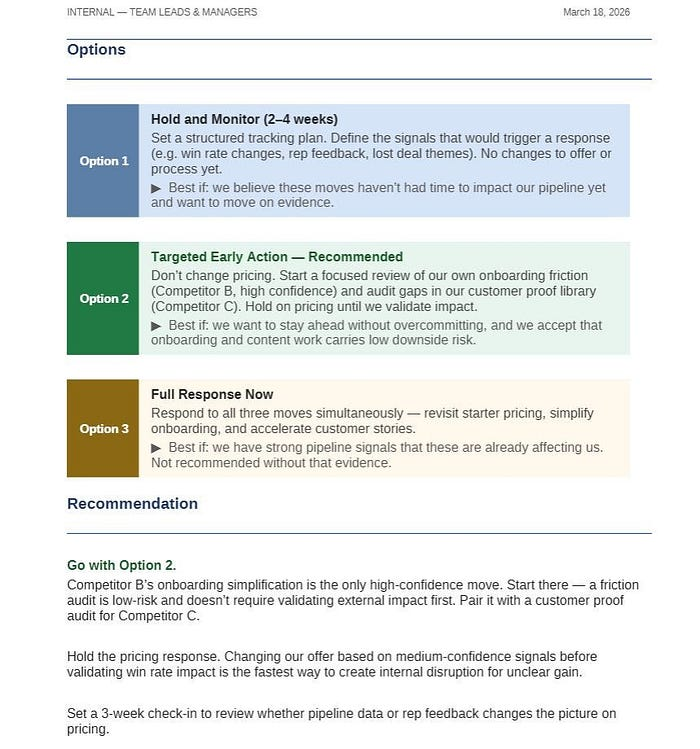 INTERNAL — TEAM LEADS & MANAGERS March 18, 2026
Options
Option 1
Hold and Monitor (2–4 weeks)
Set a structured tracking plan. Define the signals that would trigger a response
(e.g. win rate changes, rep feedback, lost deal themes). No changes to offer or
process yet.
▶ Best if: we believe these moves haven’t had time to impact our pipeline yet
and want to move on evidence.
Option 2
Targeted Early Action — Recommended
Don’t change pricing. Start a focused review of our own onboarding friction
(Competitor B, high confidence) and audit gaps in our customer proof library
(Competitor C). Hold on pricing until we validate impact.
▶ Best if: we want to stay ahead without overcommitting, and we accept that
onboarding and content work carries low downside risk.
Option 3
Full Response Now
Respond to all three moves simultaneously — revisit starter pricing, simplify
onboarding, and accelerate customer stories.
▶ Best if: we have strong pipeline signals that these are already affecting us.
Not recommended without that evidence.
Recommendation
Go with Option 2.
Competitor B’s onboarding simplification is the only high-confidence move. Start there — a friction
audit is low-risk and doesn’t require validating external impact first. Pair it with a customer proof
audit for Competitor C.
Hold the pricing response. Changing our offer based on medium-confidence signals before
validating win rate impact is the fastest way to create internal disruption for unclear gain.
Set a 3-week check-in to review whether pipeline data or rep feedback changes the picture on
pricing.